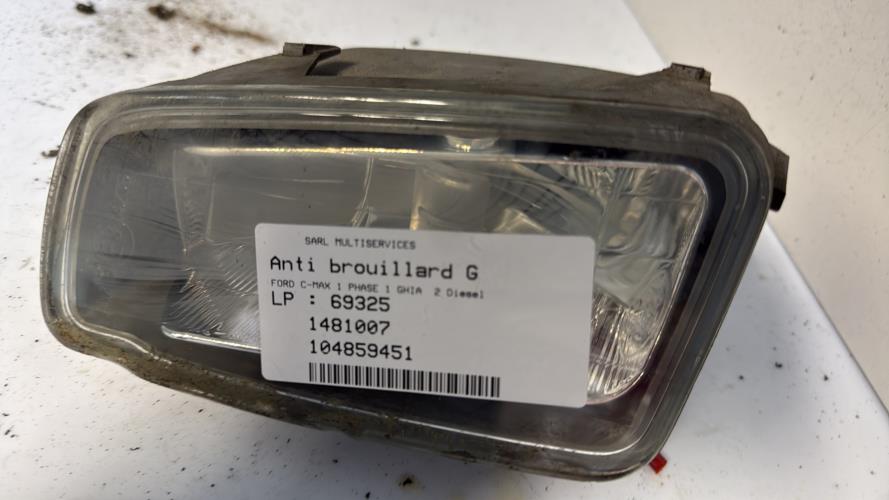 SARL MULTISERVICES
Anti brouillard G
FORD C-MAX 1 PHASE 1 GHIA 2 Diesel
LP : 69325
1481007
104859451